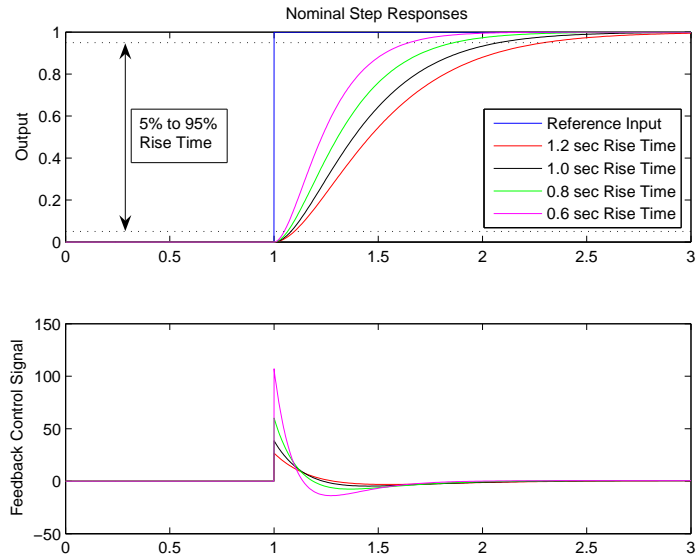 Nominal Step Responses
1
0.8
0.6
0.4
0.2
0
Output
5% to 95%
Rise Time
Reference Input
1.2 sec Rise Time
1.0 sec Rise Time
0.8 sec Rise Time
0.6 sec Rise Time
0 0.5 1 1.5 2 2.5 3
150
100
50
0
−50
Feedback Control Signal
0 0.5 1 1.5 2 2.5 3